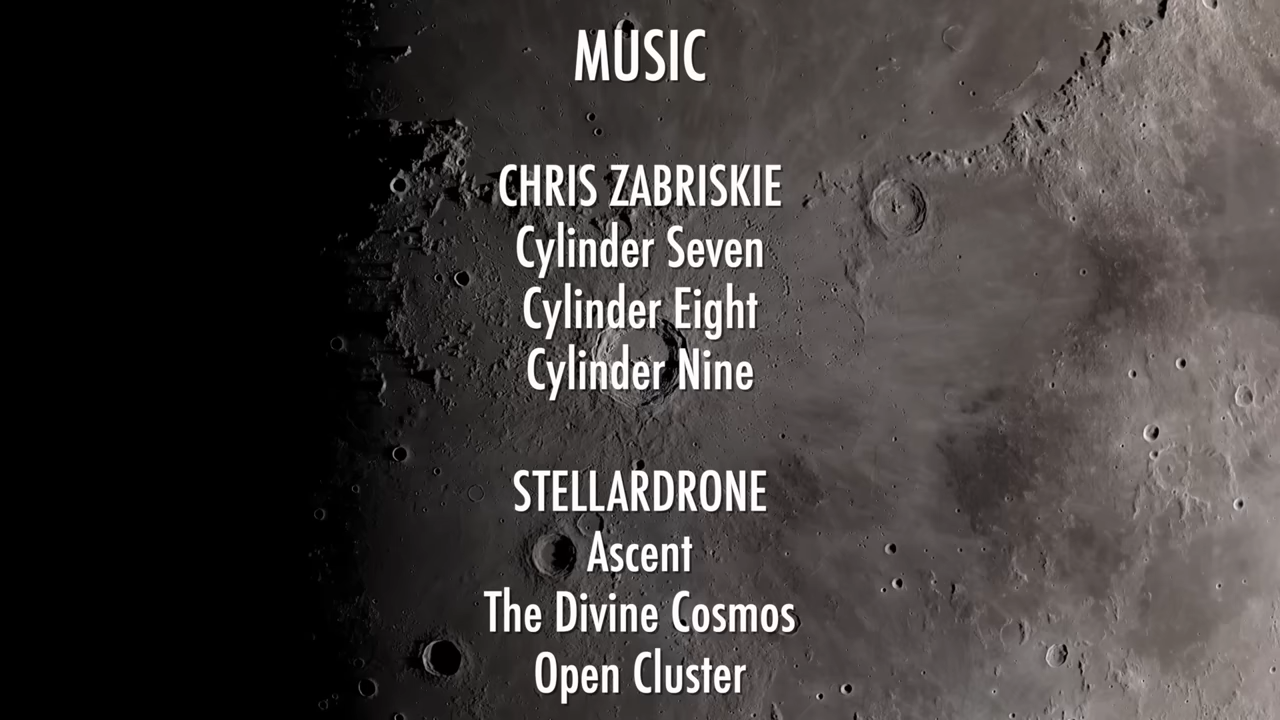 MUSIC
CHRIS ZABRISKIE
Cylinder Seven
Cylinder Eight
Cylinder Nine
STELLARDRONE
Ascent
The Divine Cosmos
Open Cluster